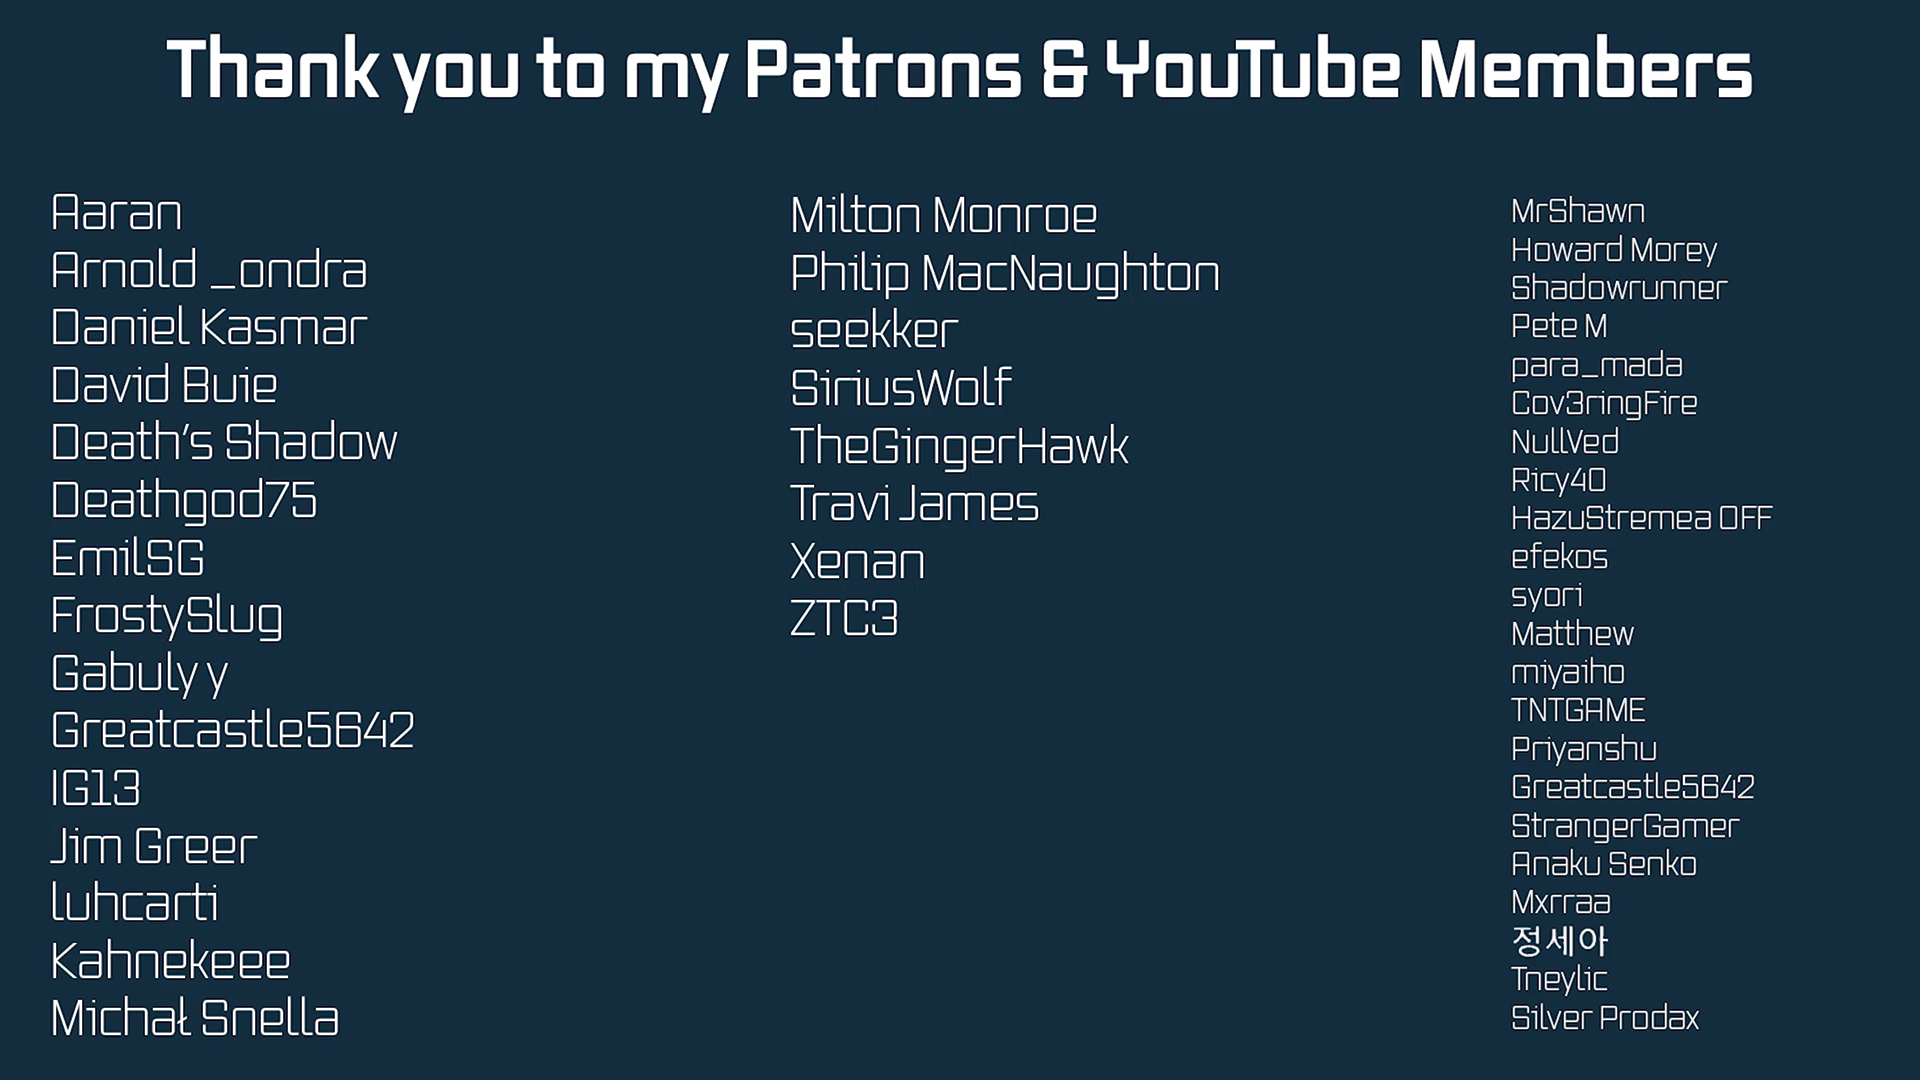 Thank you to my Patrons & YouTube Members
Aaran
Arnold _ondra
Daniel Kasmar
David Buie
Death's Shadow
Deathgod75
EmilSG
FrostySlug
Gabuly y
Greatcastle5642
IG13
Jim Greer
luhcarti
Kahnekeee
Michał Snella
Milton Monroe
Philip MacNaughton
seekker
SiriusWolf
TheGingerHawk
Travi James
Xenan
ZTC3
MrShawn
Howard Morey
Shadowrunner
Pete M
para_mada
Cov3ringFire
NullVed
Ricy40
HazuStremea OFF
efekos
syori
Matthew
miyaiho
TNTGAME
Priyanshu
Greatcastle5642
StrangerGamer
Anaku Senko
Mxrraa
정세아
Tneylic
Silver Prodax